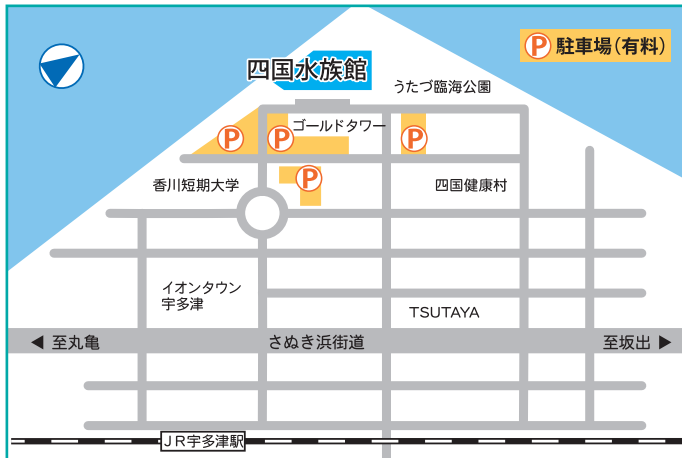 P 駐車場(有料)
四国水族館
うたづ臨海公園
ゴールドタワー
P
P
P
P
香川短期大学
四国健康村
イオンタウン
宇多津
TSUTAYA
◀ 至丸亀
さぬき浜街道
至坂出 ▶
JR宇多津駅